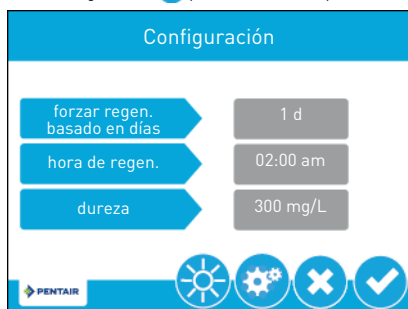 Configuración
forzar regen.
basado en días
1 d
hora de regen.
02:00 am
dureza
300 mg/L
PENTAIR